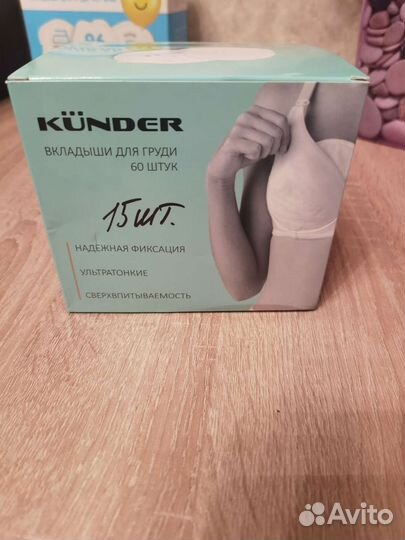 KÜNDER
ВКЛАДЫШИ ДЛЯ ГРУДИ
60 ШТУК
15 шт.
НАДЕЖНАЯ ФИКСАЦИЯ
УЛЬТРАТОНКИЕ
СВЕРХВПИТЫВАЕМОСТЬ
Avito